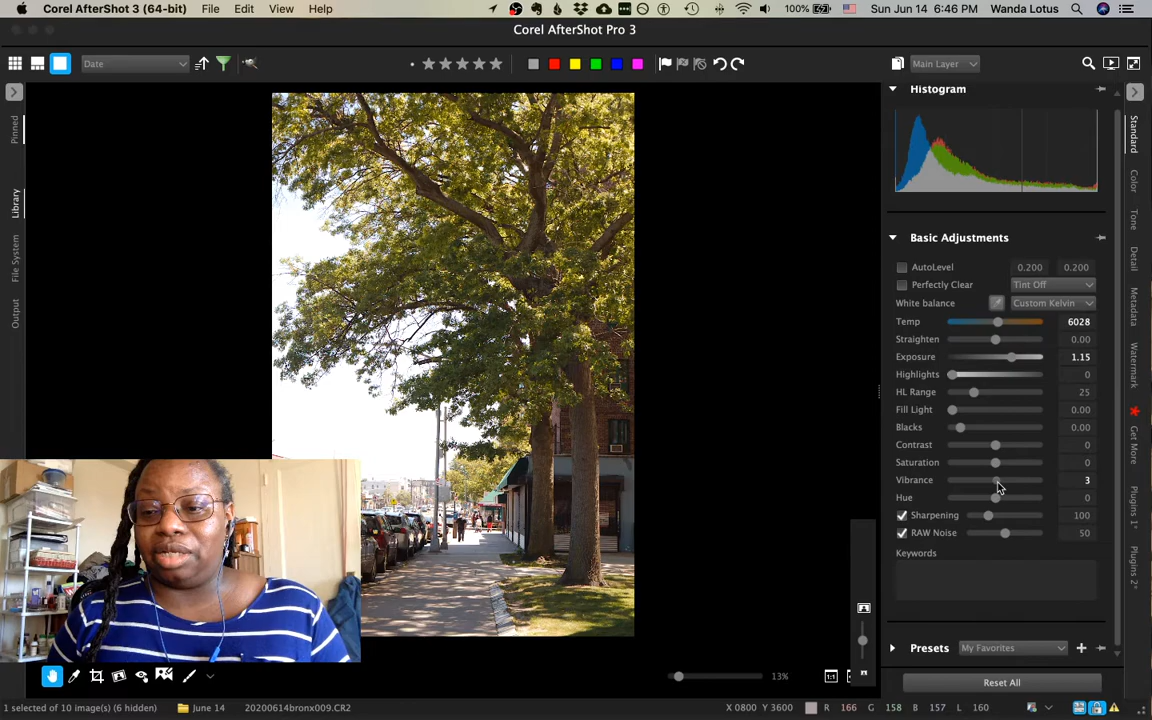 Corel AfterShot 3 (64-bit) File Edit View Help 100% Sun Jun 14 6:46 PM Wanda Lotus
Corel AfterShot Pro 3
Date
Main Layer
Histogram
Pinned
Library
File System
Output
Standard
Color
Tone
Detail
Metadata
Watermark
Get More
Plugins 1*
Plugins 2*
Basic Adjustments
AutoLevel 0.200 0.200
Perfectly Clear Tint Off
White balance Custom Kelvin
Temp 6028
Straighten 0.00
Exposure 1.15
Highlights 0
HL Range 25
Fill Light 0.00
Blacks 0.00
Contrast 0
Saturation 0
Vibrance 3
Hue 0
Sharpening 100
RAW Noise 50
Keywords
Presets My Favorites
Reset All
1:1
13%
1 selected of 10 image(s) (6 hidden) June 14 20200614bronx009.CR2 X 0800 Y 3600 R 166 G 158 B 157 L 160